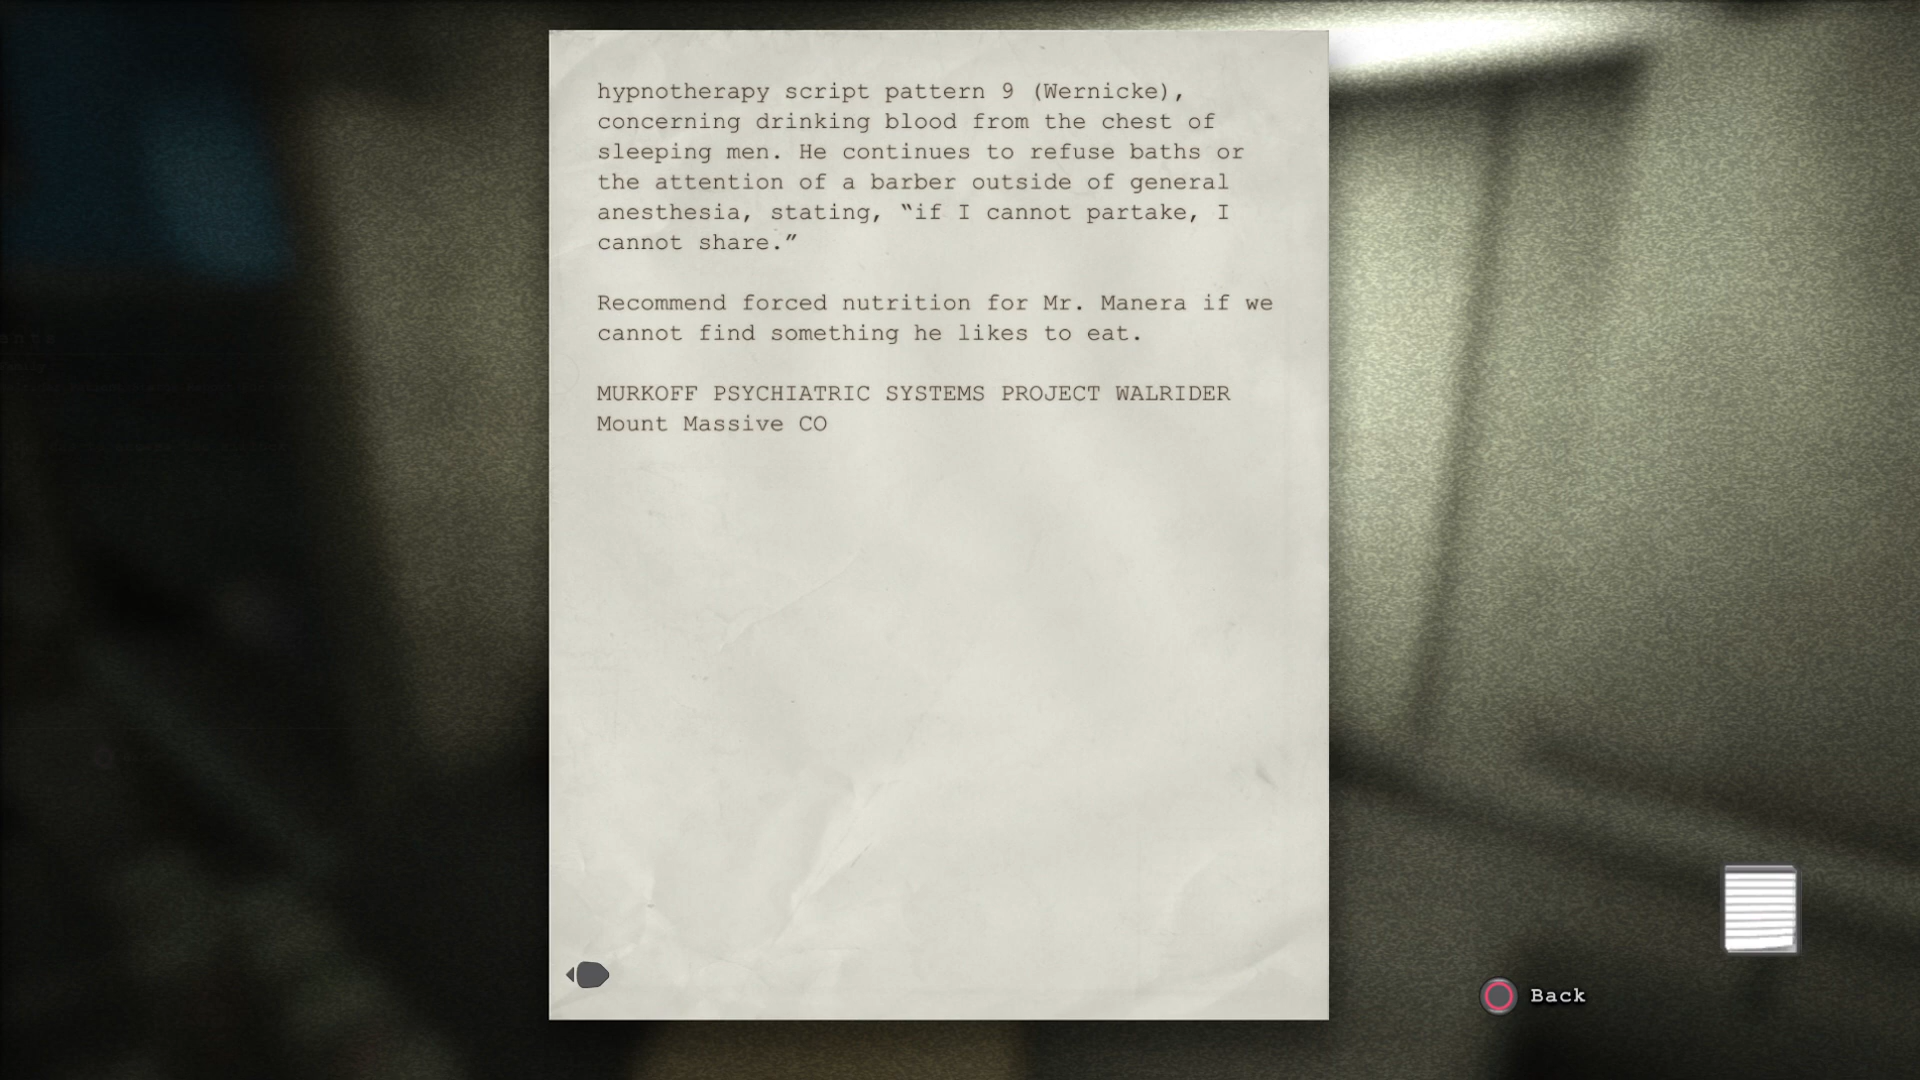 hypnotherapy script pattern 9 (Wernicke),
concerning drinking blood from the chest of
sleeping men. He continues to refuse baths or
the attention of a barber outside of general
anesthesia, stating, “if I cannot partake, I
cannot share.”
Recommend forced nutrition for Mr. Manera if we
cannot find something he likes to eat.
MURKOFF PSYCHIATRIC SYSTEMS PROJECT WALRIDER
Mount Massive CO
Back